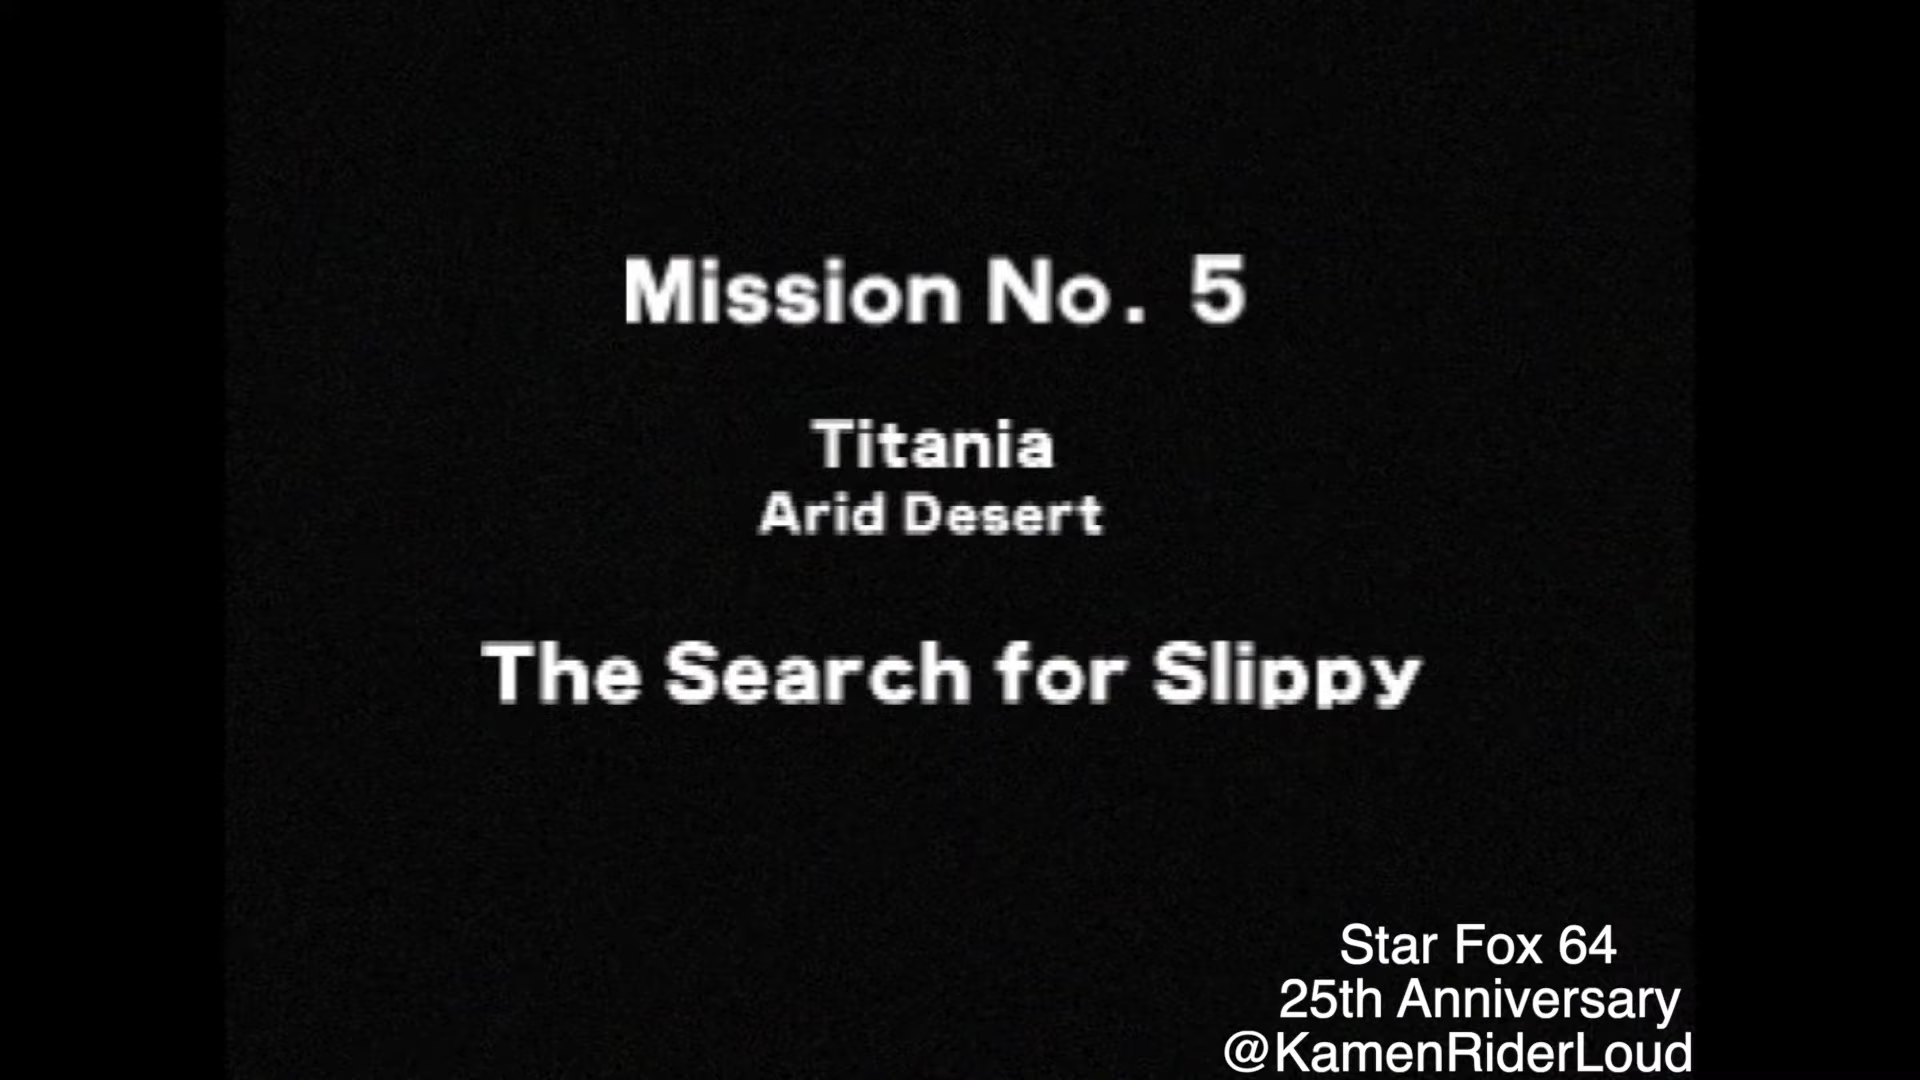 Mission No. 5
Titania
Arid Desert
The Search for Slippy
Star Fox 64
25th Anniversary
@KamenRiderLoud